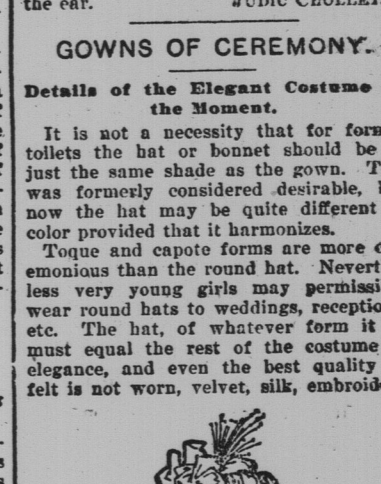 the ear. JUDIC CHOLLET
GOWNS OF CEREMONY.
Details of the Elegant Costume
the Moment.
It is not a necessity that for form
toilets the hat or bonnet should be
just the same shade as the gown. T
was formerly considered desirable,
now the hat may be quite different
color provided that it harmonizes.
Toque and capote forms are more c
emonious than the round hat. Nevert
less very young girls may permissi
wear round hats to weddings, receptio
etc. The hat, of whatever form it
must equal the rest of the costume
elegance, and even the best quality
felt is not worn, velvet, silk, embroid